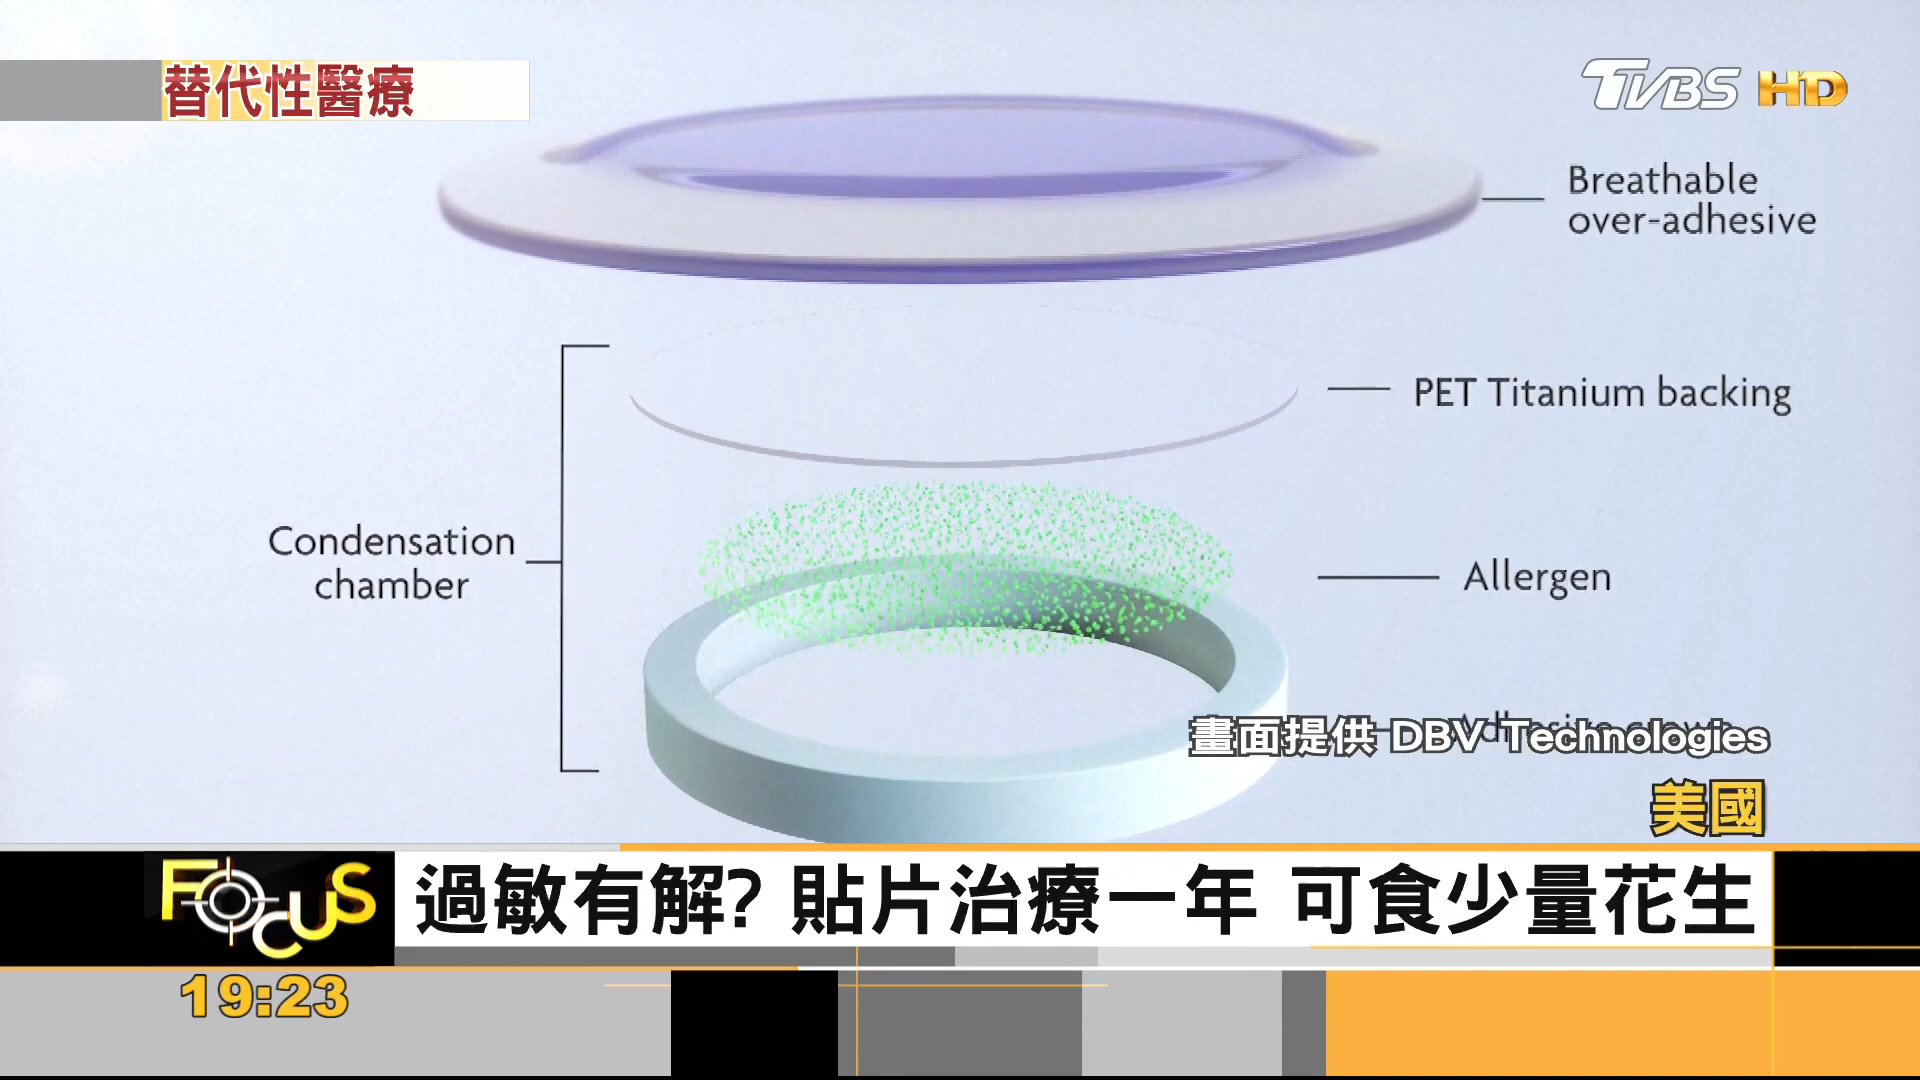 替代性醫療
TVBS HD
Breathable
over-adhesive
PET Titanium backing
Condensation
chamber
Allergen
畫面提供 DBV Technologies
美國
FOCUS
過敏有解? 貼片治療一年 可食少量花生
19:23